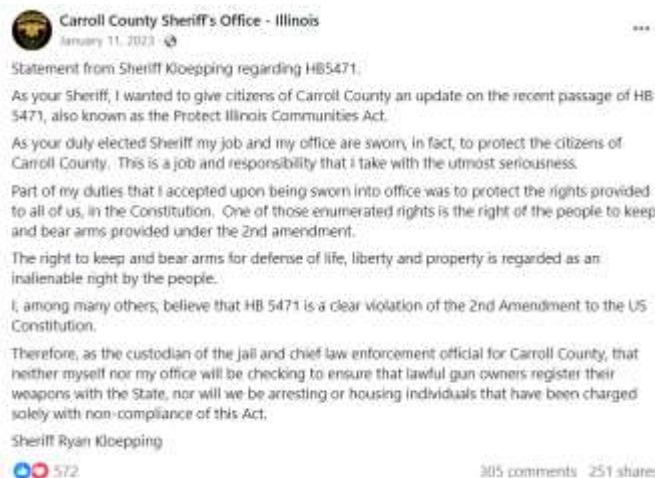 Carroll County Sheriff's Office - Illinois
January 11, 2023
Statement from Sheriff Kloepping regarding HB5471.
As your Sheriff, I wanted to give citizens of Carroll County an update on the recent passage of HB
5471, also known as the Protect Illinois Communities Act.
As your duly elected Sheriff my job and my office are sworn, in fact, to protect the citizens of
Carroll County. This is a job and responsibility that I take with the utmost seriousness.
Part of my duties that I accepted upon being sworn into office was to protect the rights provided
to all of us, in the Constitution. One of those enumerated rights is the right of the people to keep
and bear arms provided under the 2nd amendment.
The right to keep and bear arms for defense of life, liberty and property is regarded as an
inalienable right by the people.
I, among many others, believe that HB 5471 is a clear violation of the 2nd Amendment to the US
Constitution.
Therefore, as the custodian of the jail and chief law enforcement official for Carroll County, that
neither myself nor my office will be checking to ensure that lawful gun owners register their
weapons with the State, nor will we be arresting or housing individuals that have been charged
solely with non-compliance of this Act.
Sheriff Ryan Kloepping
572
305 comments 251 shares